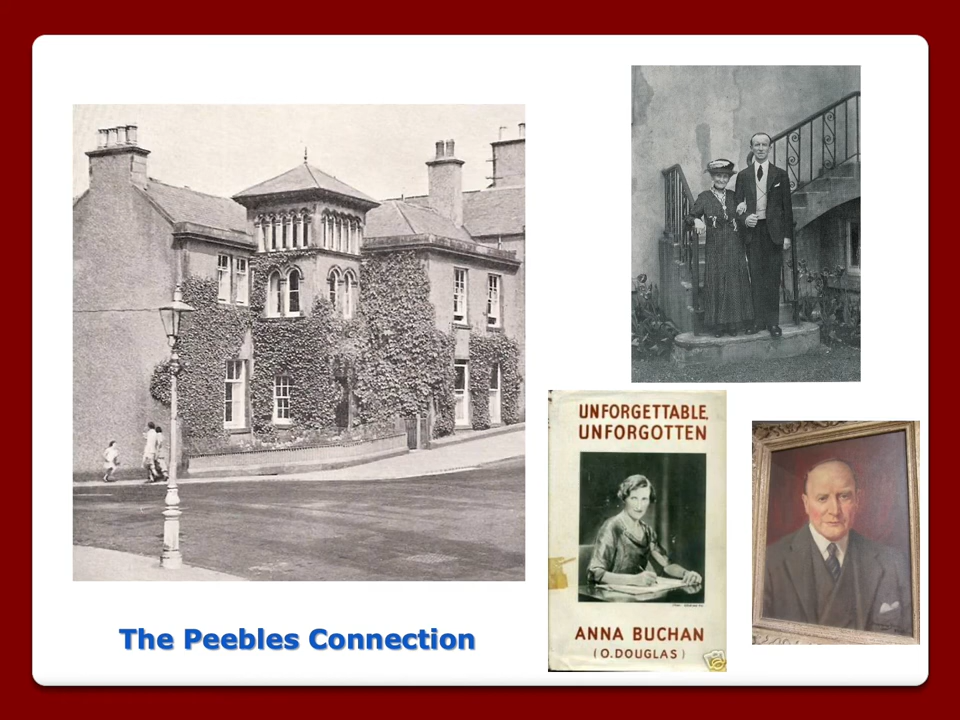 UNFORGETTABLE,
UNFORGOTTEN
ANNA BUCHAN
(O.DOUGLAS)
The Peebles Connection